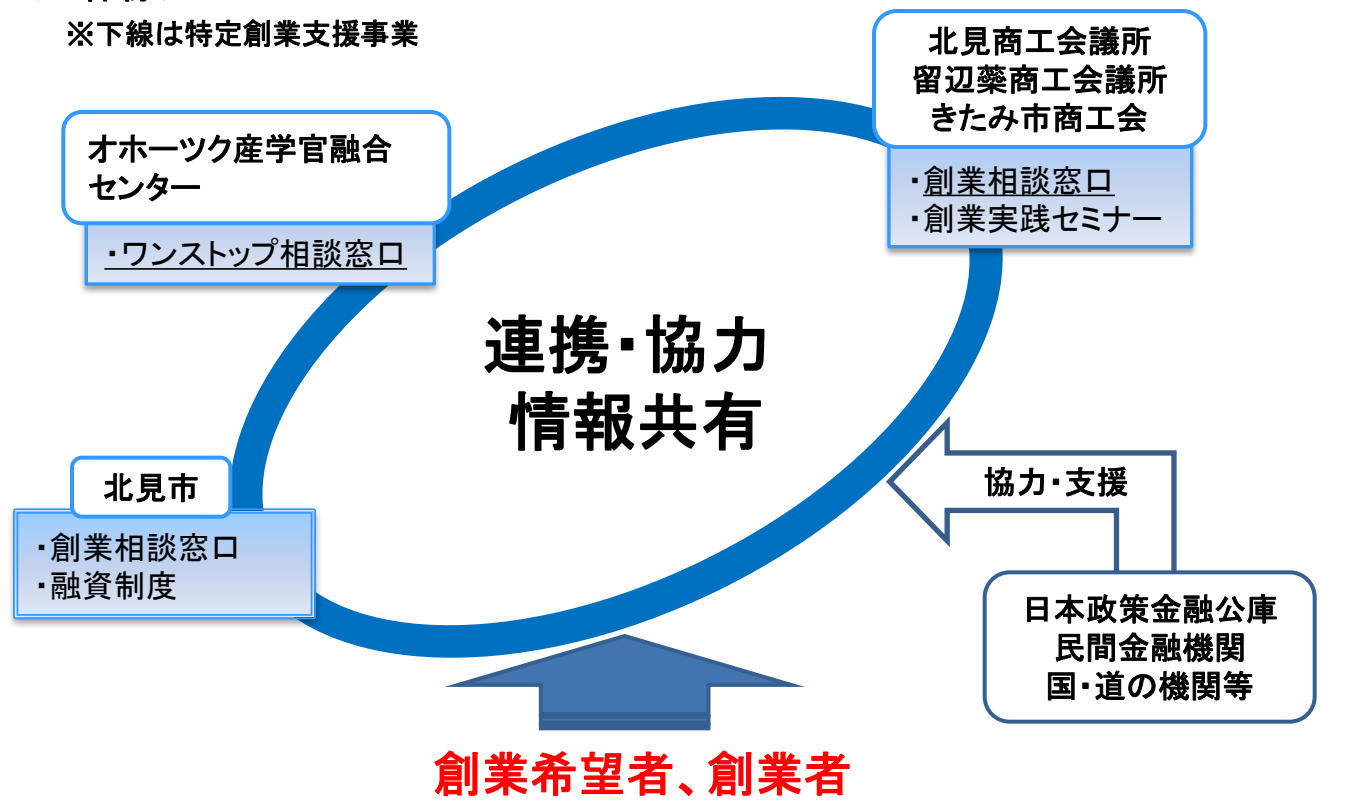 ※下線は特定創業支援事業
北見商工会議所
留辺蘂商工会議所
きたみ市商工会
・創業相談窓口
・創業実践セミナー
オホーツク産学官融合
センター
・ワンストップ相談窓口
連携・協力
情報共有
北見市
・創業相談窓口
・融資制度
協力・支援
日本政策金融公庫
民間金融機関
国・道の機関等
創業希望者、創業者